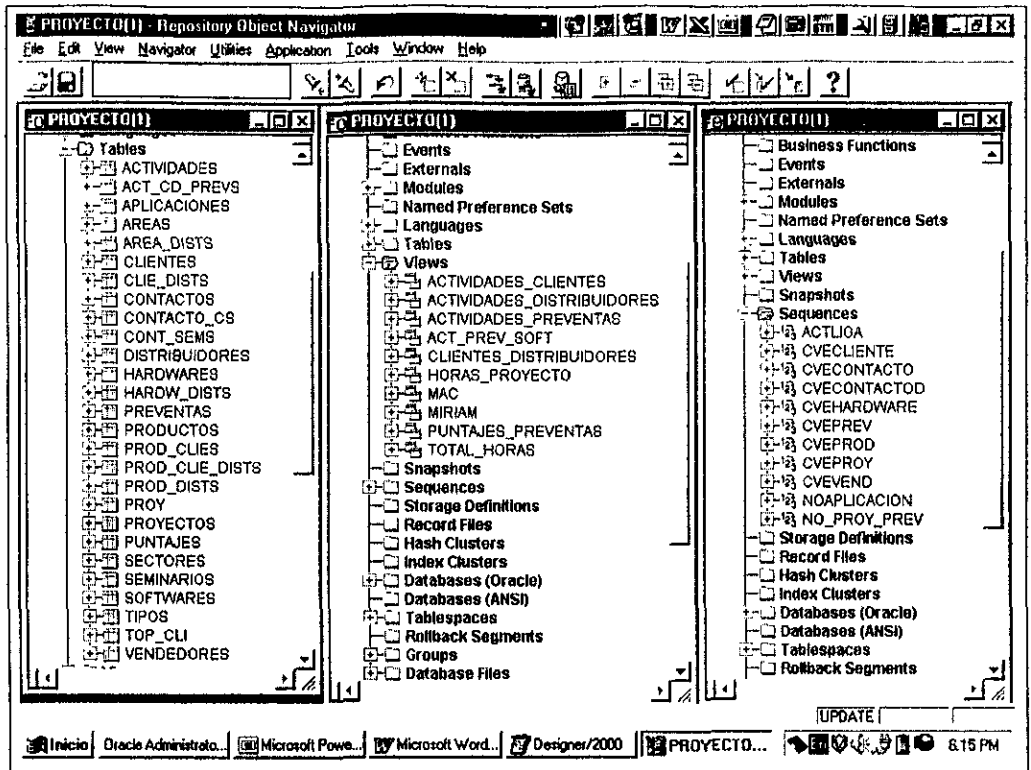 PROYECTO(1) - Repository Object Navigator
File Edit View Navigator Utilities Application Tools Window Help
PROYECTO(1)
Tables
ACTIVIDADES
ACT_CD_PREVS
APLICACIONES
AREAS
AREA_DISTS
CLIENTES
CLIE_DISTS
CONTACTOS
CONTACTO_CS
CONT_SEMS
DISTRIBUIDORES
HARDWARES
HARDW_DISTS
PREVENTAS
PRODUCTOS
PROD_CLIES
PROD_CLIE_DISTS
PROD_DISTS
PROY
PROYECTOS
PUNTAJES
SECTORES
SEMINARIOS
SOFTWARES
TIPOS
TOP_CLI
VENDEDORES
PROYECTO(1)
Events
Externals
Modules
Named Preference Sets
Languages
Tables
Views
ACTIVIDADES_CLIENTES
ACTIVIDADES_DISTRIBUIDORES
ACTIVIDADES_PREVENTAS
ACT_PREV_SOFT
CLIENTES_DISTRIBUIDORES
HORAS_PROYECTO
MAC
MIRIAM
PUNTAJES_PREVENTAS
TOTAL_HORAS
Snapshots
Sequences
Storage Definitions
Record Files
Hash Clusters
Index Clusters
Databases (Oracle)
Databases (ANSI)
Tablespaces
Rollback Segments
Groups
Database Files
PROYECTO(1)
Business Functions
Events
Externals
Modules
Named Preference Sets
Languages
Tables
Views
Snapshots
Sequences
ACTLIGA
CVECLIENTE
CVECONTACTO
CVECONTACTOD
CVEHARDWARE
CVEPREV
CVEPROD
CVEPROY
CVEVEND
NOAPLICACION
NO_PROY_PREV
Storage Definitions
Record Files
Hash Clusters
Index Clusters
Databases (Oracle)
Databases (ANSI)
Tablespaces
Rollback Segments
UPDATE
Inicio Oracle Administrato... Microsoft Powe... Microsoft Word... Designer/2000 PROYECTO... En 8:15 PM